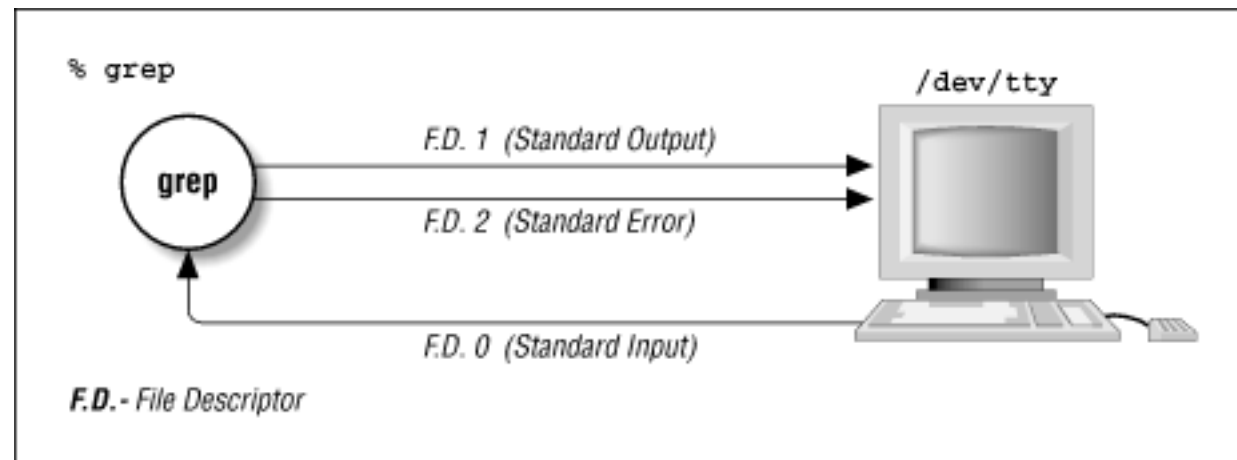 % grep
/dev/tty
F.D. 1 (Standard Output)
grep
F.D. 2 (Standard Error)
F.D. 0 (Standard Input)
F.D. - File Descriptor